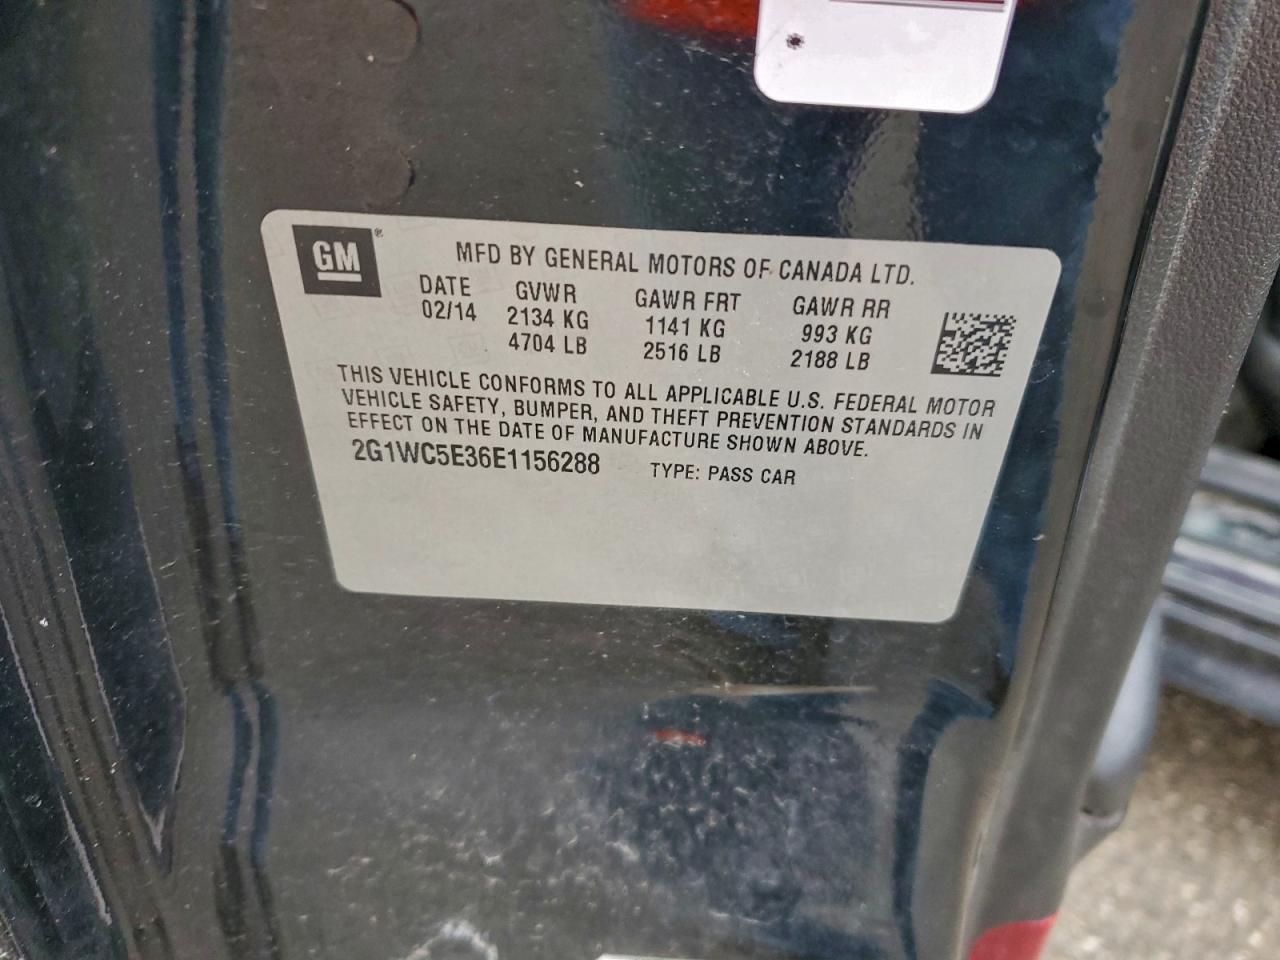 GM®
MFD BY GENERAL MOTORS OF CANADA LTD.
DATE GVWR GAWR FRT GAWR RR
02/14 2134 KG 1141 KG 993 KG
4704 LB 2516 LB 2188 LB
THIS VEHICLE CONFORMS TO ALL APPLICABLE U.S. FEDERAL MOTOR
VEHICLE SAFETY, BUMPER, AND THEFT PREVENTION STANDARDS IN
EFFECT ON THE DATE OF MANUFACTURE SHOWN ABOVE.
2G1WC5E36E1156288 TYPE: PASS CAR